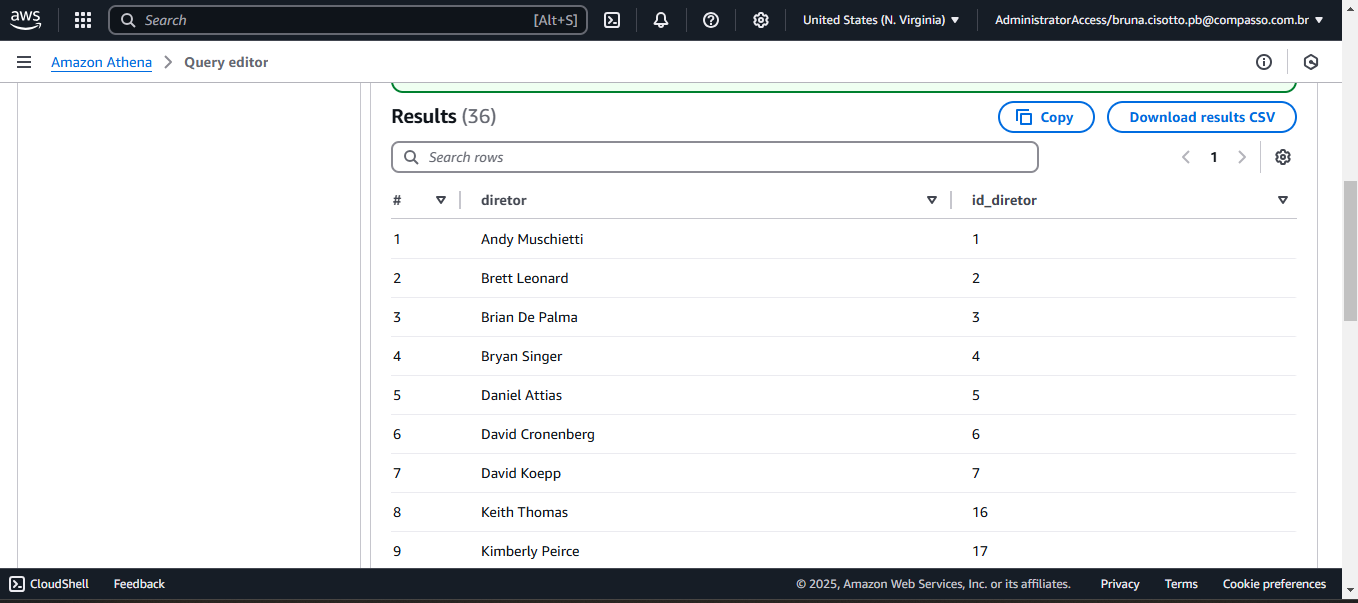 aws Search [Alt+S] United States (N. Virginia) AdministratorAccess/bruna.cisotto.pb@compasso.com.br
Amazon Athena Query editor
Results (36) Copy Download results CSV
Search rows 1
# diretor id_diretor
1 Andy Muschietti 1
2 Brett Leonard 2
3 Brian De Palma 3
4 Bryan Singer 4
5 Daniel Attias 5
6 David Cronenberg 6
7 David Koepp 7
8 Keith Thomas 16
9 Kimberly Peirce 17
CloudShell Feedback © 2025, Amazon Web Services, Inc. or its affiliates. Privacy Terms Cookie preferences